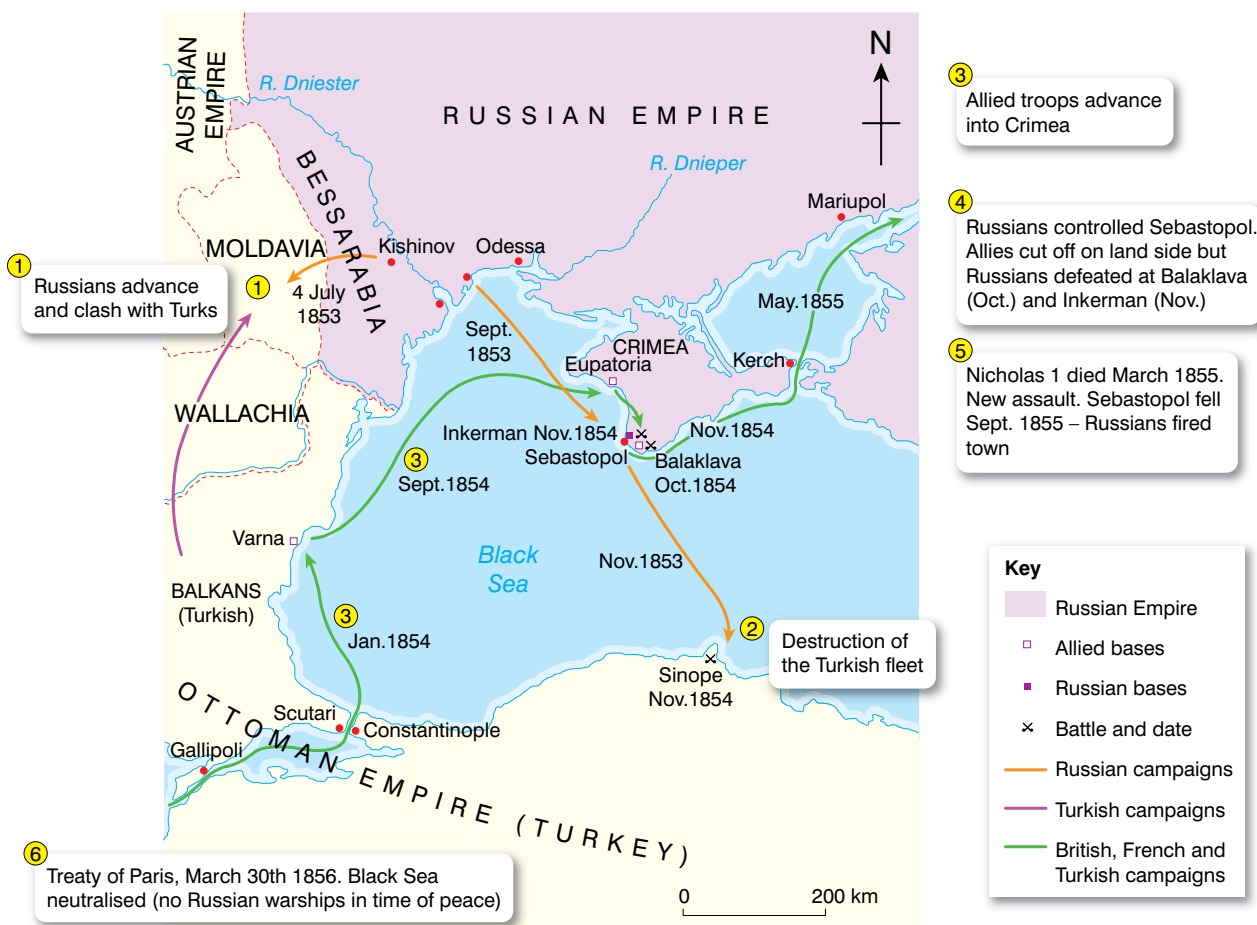 AUSTRIAN
EMPIRE
R. Dniester
RUSSIAN EMPIRE
R. Dnieper
N
BESSARABIA
MOLDAVIA
Kishinov
Odessa
Mariupol
1
Russians advance
and clash with Turks
1
4 July
1853
Sept.
1853
May.1855
CRIMEA
Eupatoria
Kerch
WALLACHIA
Inkerman Nov.1854
Sebastopol
Nov.1854
Balaklava
Oct.1854
3
Sept.1854
Varna
Black
Sea
Nov.1853
BALKANS
(Turkish)
3
Jan.1854
2
Destruction of
the Turkish fleet
Sinope
Nov.1854
Scutari
Constantinople
Gallipoli
OTTOMAN EMPIRE (TURKEY)
6
Treaty of Paris, March 30th 1856. Black Sea
neutralised (no Russian warships in time of peace)
0 200 km
3
Allied troops advance
into Crimea
4
Russians controlled Sebastopol.
Allies cut off on land side but
Russians defeated at Balaklava
(Oct.) and Inkerman (Nov.)
5
Nicholas 1 died March 1855.
New assault. Sebastopol fell
Sept. 1855 – Russians fired
town
Key
Russian Empire
Allied bases
Russian bases
Battle and date
Russian campaigns
Turkish campaigns
British, French and
Turkish campaigns